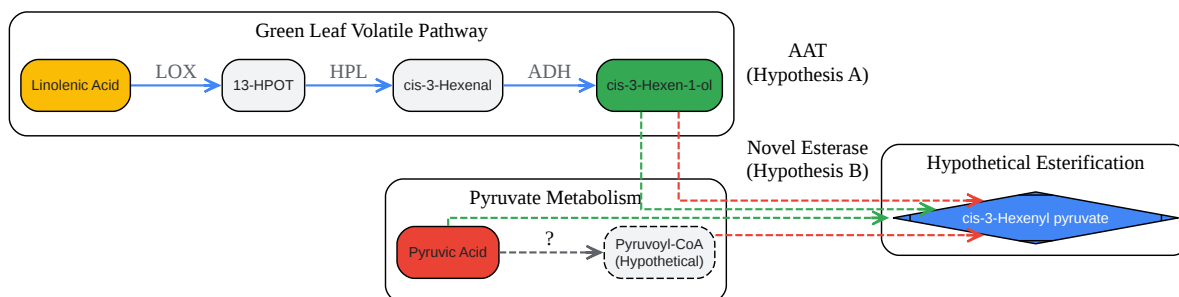 Green Leaf Volatile Pathway
Linolenic Acid
LOX
13-HPOT
HPL
cis-3-Hexenal
ADH
cis-3-Hexen-1-ol
AAT
(Hypothesis A)
Novel Esterase
(Hypothesis B)
Hypothetical Esterification
cis-3-Hexenyl pyruvate
Pyruvate Metabolism
Pyruvic Acid
?
Pyruvoyl-CoA
(Hypothetical)